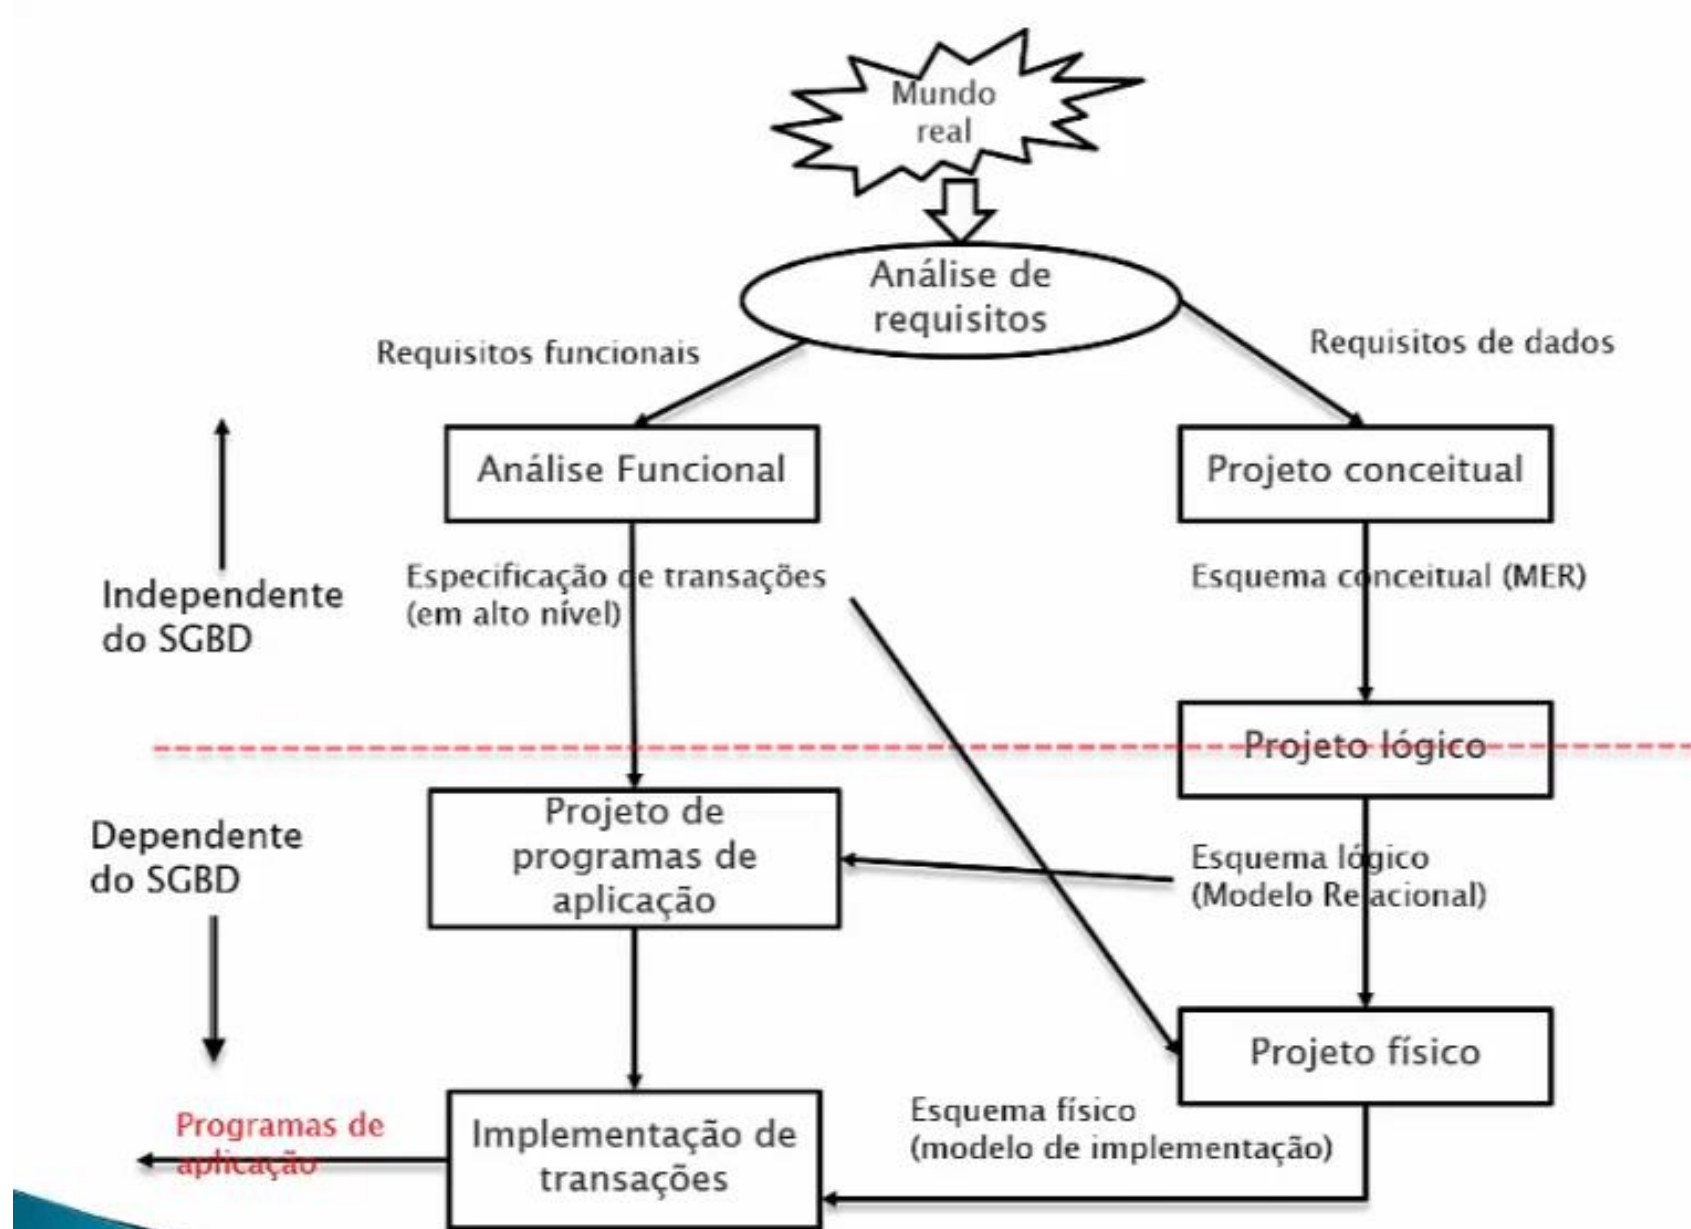 Mundo
real
Análise de
requisitos
Requisitos funcionais
Requisitos de dados
Análise Funcional
Projeto conceitual
Independente
do SGBD
Especificação de transações
(em alto nível)
Esquema conceitual (MER)
Projeto lógico
Dependente
do SGBD
Projeto de
programas de
aplicação
Esquema lógico
(Modelo Relacional)
Projeto físico
Programas de
aplicação
Implementação de
transações
Esquema físico
(modelo de implementação)